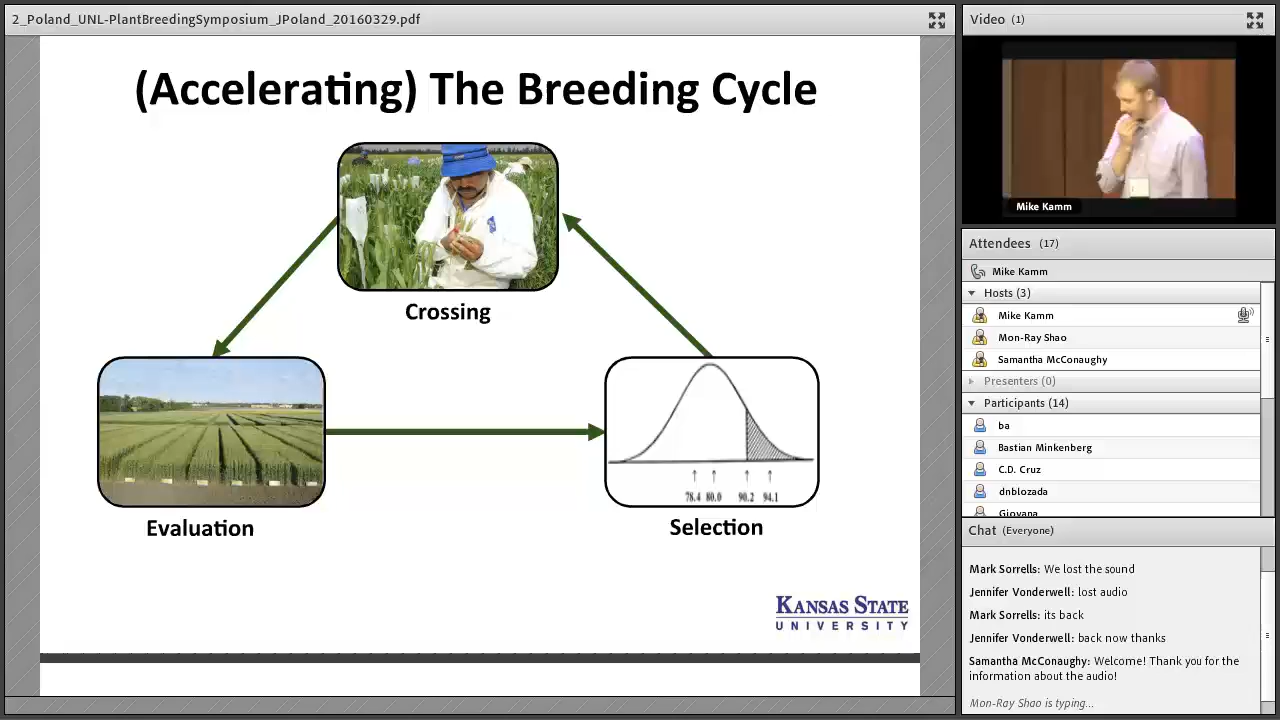 2_Poland_UNL-PlantBreedingSymposium_JPoland_20160329.pdf
(Accelerating) The Breeding Cycle
Crossing
Evaluation
78.4 80.0 90.2 94.1
Selection
KANSAS STATE
UNIVERSITY
Video (1)
Mike Kamm
Attendees (17)
Mike Kamm
Hosts (3)
Mike Kamm
Mon-Ray Shao
Samantha McConaughy
Presenters (0)
Participants (14)
ba
Bastian Minkenberg
C.D. Cruz
dnblozada
Giovana
Chat (Everyone)
Mark Sorrells: We lost the sound
Jennifer Vonderwell: lost audio
Mark Sorrells: its back
Jennifer Vonderwell: back now thanks
Samantha McConaughy: Welcome! Thank you for the
information about the audio!
Mon-Ray Shao is typing...